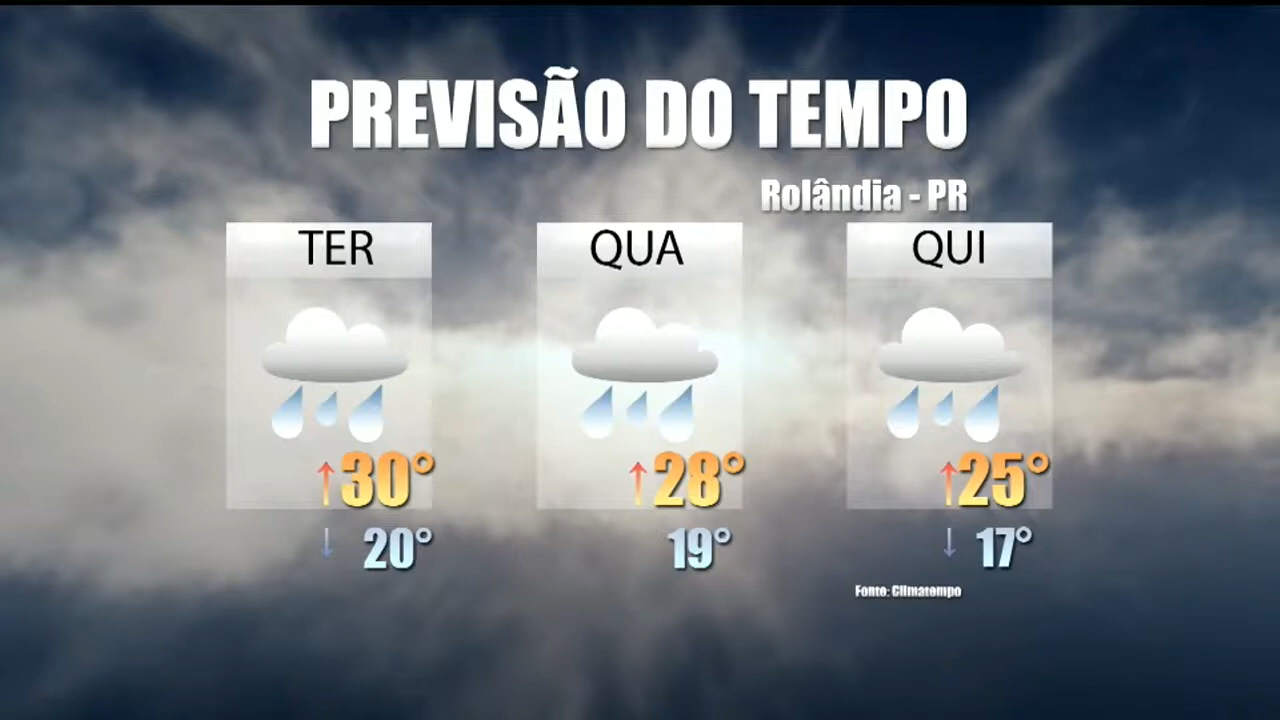 PREVISÃO DO TEMPO
Rolândia - PR
TER
QUA
QUI
↑30°
↑28°
↑25°
↓ 20°
19°
↓ 17°
Fonte: Climatempo